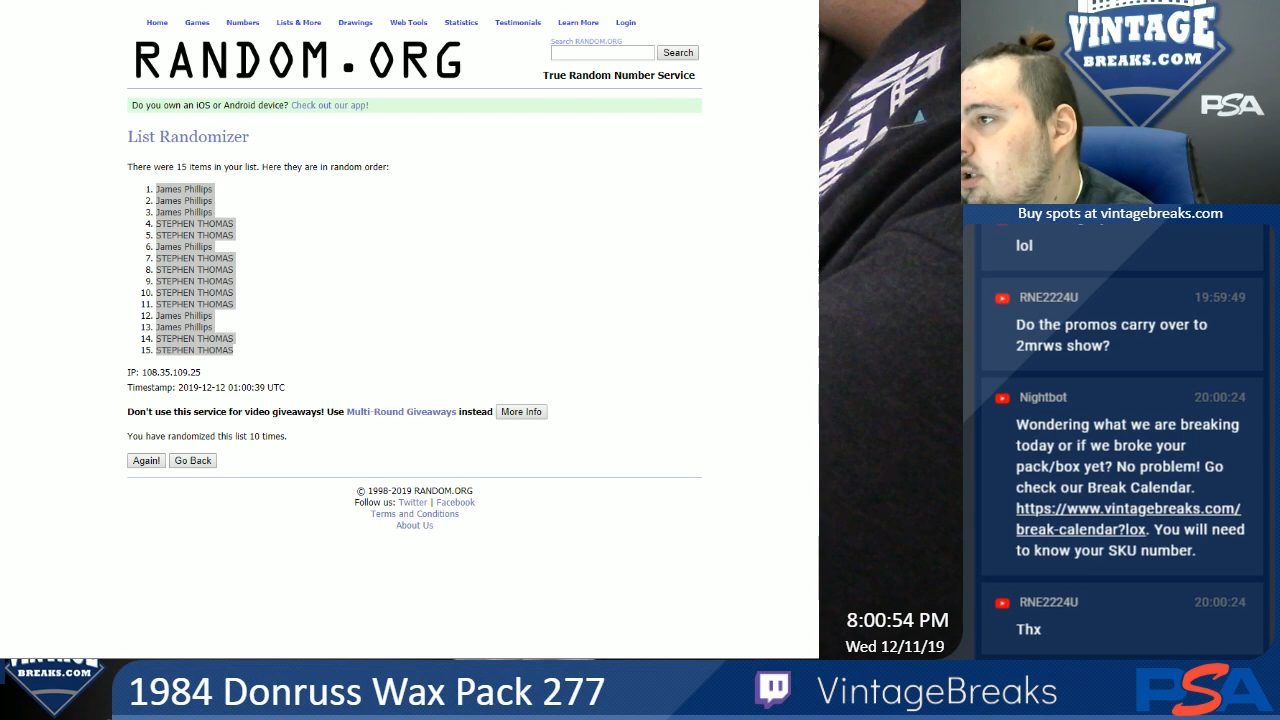 Home Games Numbers Lists & More Drawings Web Tools Statistics Testimonials Learn More Login
RANDOM.ORG
Search RANDOM.ORG
Search
True Random Number Service
Do you own an iOS or Android device? Check out our app!
List Randomizer
There were 15 items in your list. Here they are in random order:
1. James Phillips
2. James Phillips
3. James Phillips
4. STEPHEN THOMAS
5. STEPHEN THOMAS
6. James Phillips
7. STEPHEN THOMAS
8. STEPHEN THOMAS
9. STEPHEN THOMAS
10. STEPHEN THOMAS
11. STEPHEN THOMAS
12. James Phillips
13. James Phillips
14. STEPHEN THOMAS
15. STEPHEN THOMAS
IP: 108.35.109.25
Timestamp: 2019-12-12 01:00:39 UTC
Don't use this service for video giveaways! Use Multi-Round Giveaways instead More Info
You have randomized this list 10 times.
Again! Go Back
© 1998-2019 RANDOM.ORG
Follow us: Twitter | Facebook
Terms and Conditions
About Us
VINTAGE
BREAKS.COM
PSA
Buy spots at vintagebreaks.com
lol
RNE2224U 19:59:49
Do the promos carry over to
2mrws show?
Nightbot 20:00:24
Wondering what we are breaking
today or if we broke your
pack/box yet? No problem! Go
check our Break Calendar.
https://www.vintagebreaks.com/
break-calendar?lox. You will need
to know your SKU number.
RNE2224U 20:00:24
Thx
8:00:54 PM
Wed 12/11/19
VINTAGE
BREAKS.COM
1984 Donruss Wax Pack 277
VintageBreaks
PSA